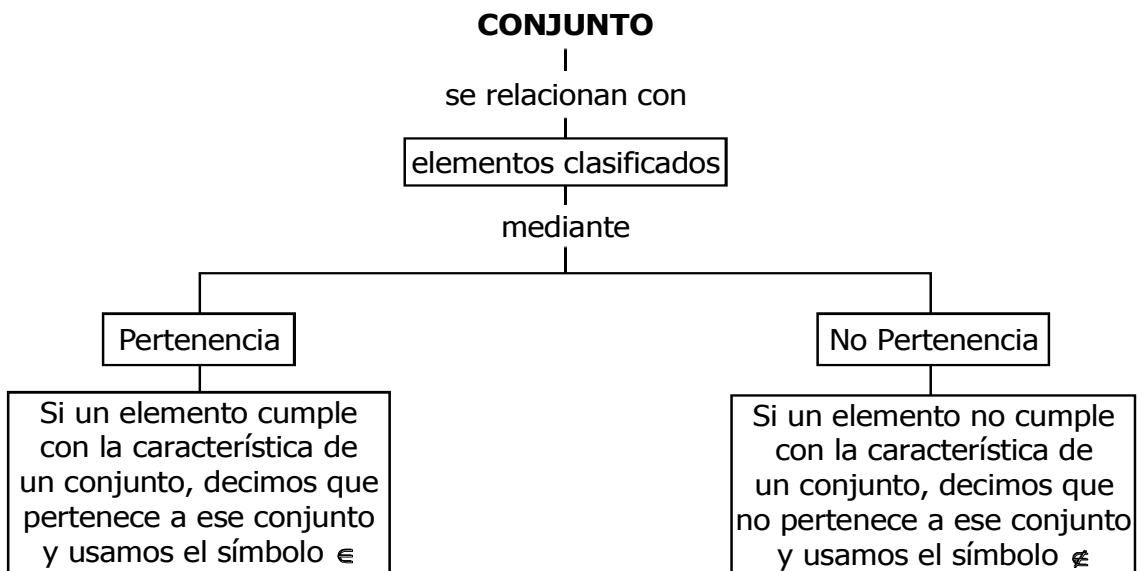 CONJUNTO
se relacionan con
elementos clasificados
mediante
Pertenencia
Si un elemento cumple
con la característica de
un conjunto, decimos que
pertenece a ese conjunto
y usamos el símbolo ∈
No Pertenencia
Si un elemento no cumple
con la característica de
un conjunto, decimos que
no pertenece a ese conjunto
y usamos el símbolo ∉